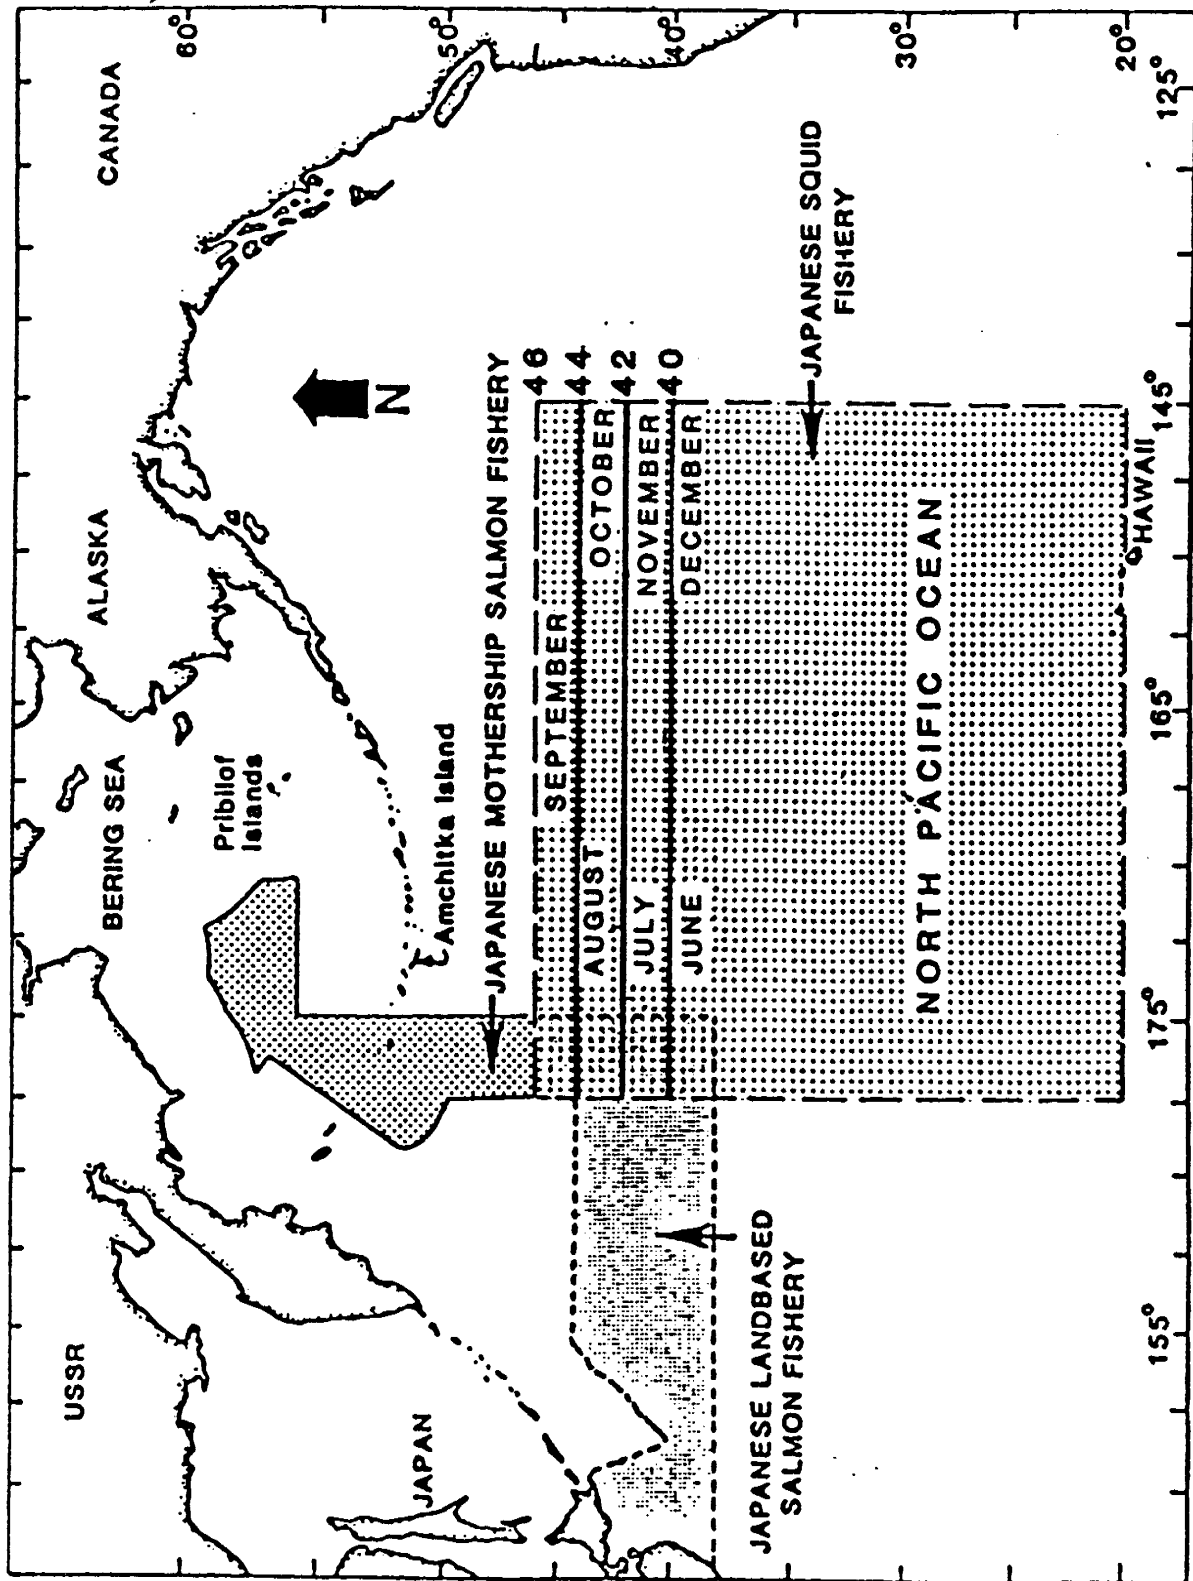 USSR
BERING SEA
ALASKA
CANADA
60°
Pribilof
Islands
JAPAN
Amchitka Island
N
50°
JAPANESE MOTHERSHIP SALMON FISHERY
46
SEPTEMBER
44
AUGUST
OCTOBER
42
JULY
NOVEMBER
40
JUNE
DECEMBER
40°
JAPANESE LANDBASED
SALMON FISHERY
JAPANESE SQUID
FISHERY
NORTH PACIFIC OCEAN
30°
HAWAII
20°
155°
175°
165°
145°
125°